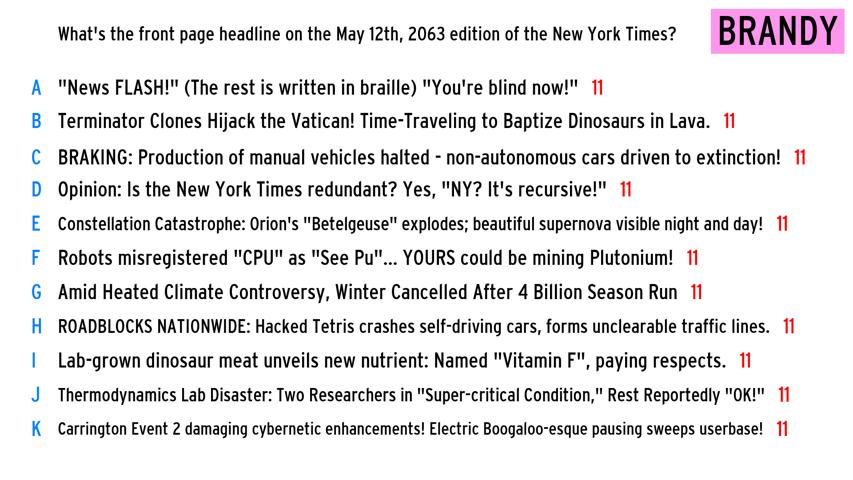 What's the front page headline on the May 12th, 2063 edition of the New York Times? BRANDY
A "News FLASH!" (The rest is written in braille) "You're blind now!" 11
B Terminator Clones Hijack the Vatican! Time-Traveling to Baptize Dinosaurs in Lava. 11
C BRAKING: Production of manual vehicles halted - non-autonomous cars driven to extinction! 11
D Opinion: Is the New York Times redundant? Yes, "NY? It's recursive!" 11
E Constellation Catastrophe: Orion's "Betelgeuse" explodes; beautiful supernova visible night and day! 11
F Robots misregistered "CPU" as "See Pu"... YOURS could be mining Plutonium! 11
G Amid Heated Climate Controversy, Winter Cancelled After 4 Billion Season Run 11
H ROADBLOCKS NATIONWIDE: Hacked Tetris crashes self-driving cars, forms unclearable traffic lines. 11
I Lab-grown dinosaur meat unveils new nutrient: Named "Vitamin F", paying respects. 11
J Thermodynamics Lab Disaster: Two Researchers in "Super-critical Condition," Rest Reportedly "OK!" 11
K Carrington Event 2 damaging cybernetic enhancements! Electric Boogaloo-esque pausing sweeps userbase! 11